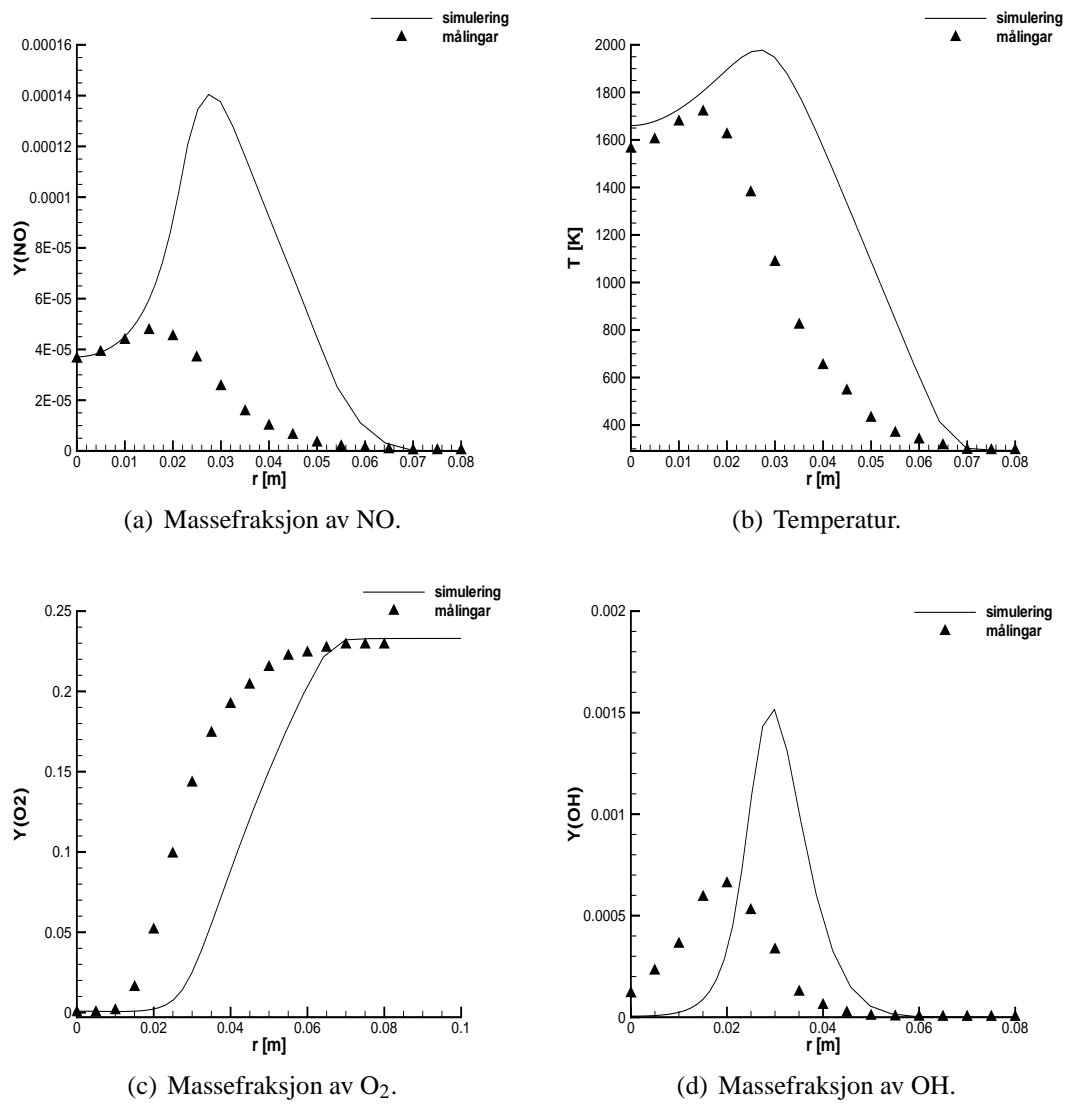 simulering
målingar
0.00016
0.00014
0.00012
0.0001
8E-05
6E-05
4E-05
2E-05
0
Y(NO)
0 0.01 0.02 0.03 0.04 0.05 0.06 0.07 0.08
r [m]
(a) Massefraksjon av NO.
simulering
målingar
2000
1800
1600
1400
1200
1000
800
600
400
T [K]
0 0.01 0.02 0.03 0.04 0.05 0.06 0.07 0.08
r [m]
(b) Temperatur.
simulering
målingar
0.25
0.2
0.15
0.1
0.05
0
Y(O2)
0 0.02 0.04 0.06 0.08 0.1
r [m]
(c) Massefraksjon av O₂.
simulering
målingar
0.002
0.0015
0.001
0.0005
0
Y(OH)
0 0.02 0.04 0.06 0.08
r [m]
(d) Massefraksjon av OH.